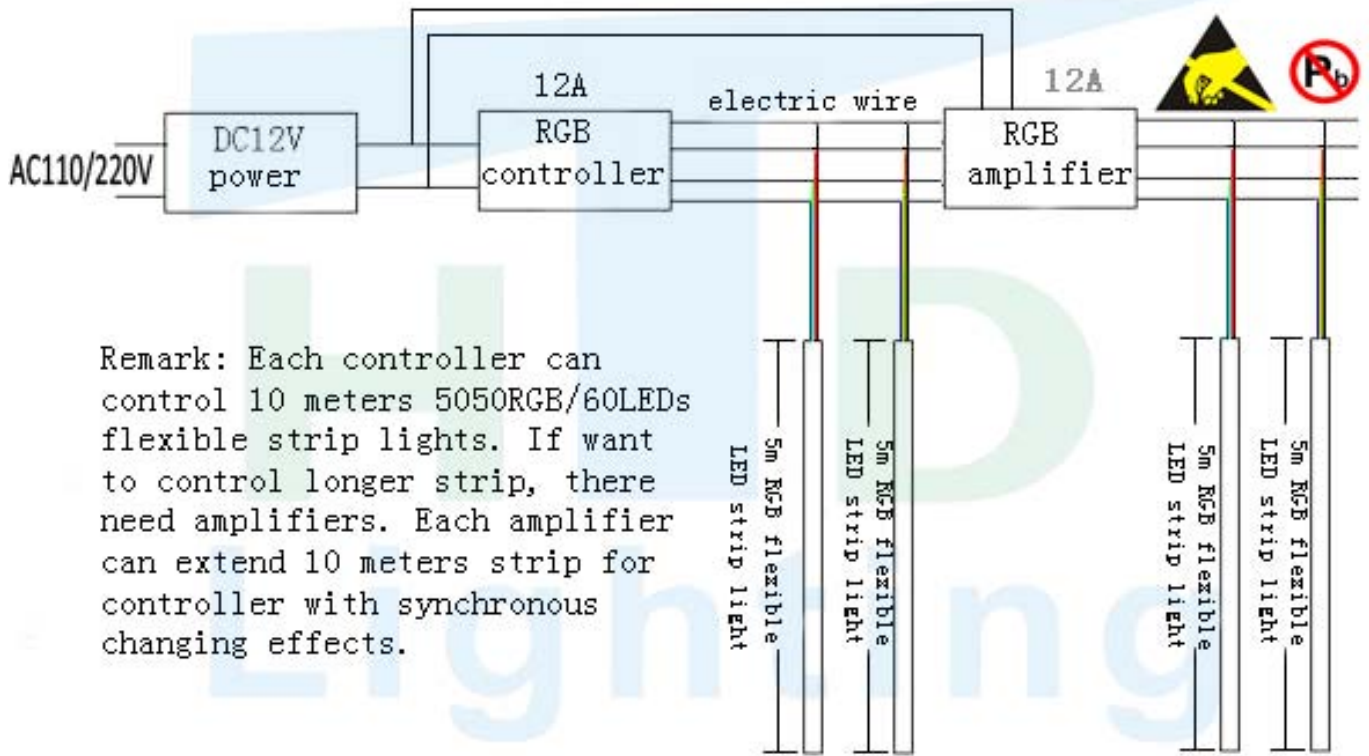 AC110/220V
DC12V
power
12A
RGB
controller
electric wire
12A
RGB
amplifier
Pb
Remark: Each controller can
control 10 meters 5050RGB/60LEDs
flexible strip lights. If want
to control longer strip, there
need amplifiers. Each amplifier
can extend 10 meters strip for
controller with synchronous
changing effects.
5m RGB flexible
LED strip light
5m RGB flexible
LED strip light
5m RGB flexible
LED strip light
5m RGB flexible
LED strip light
H D
Lighting